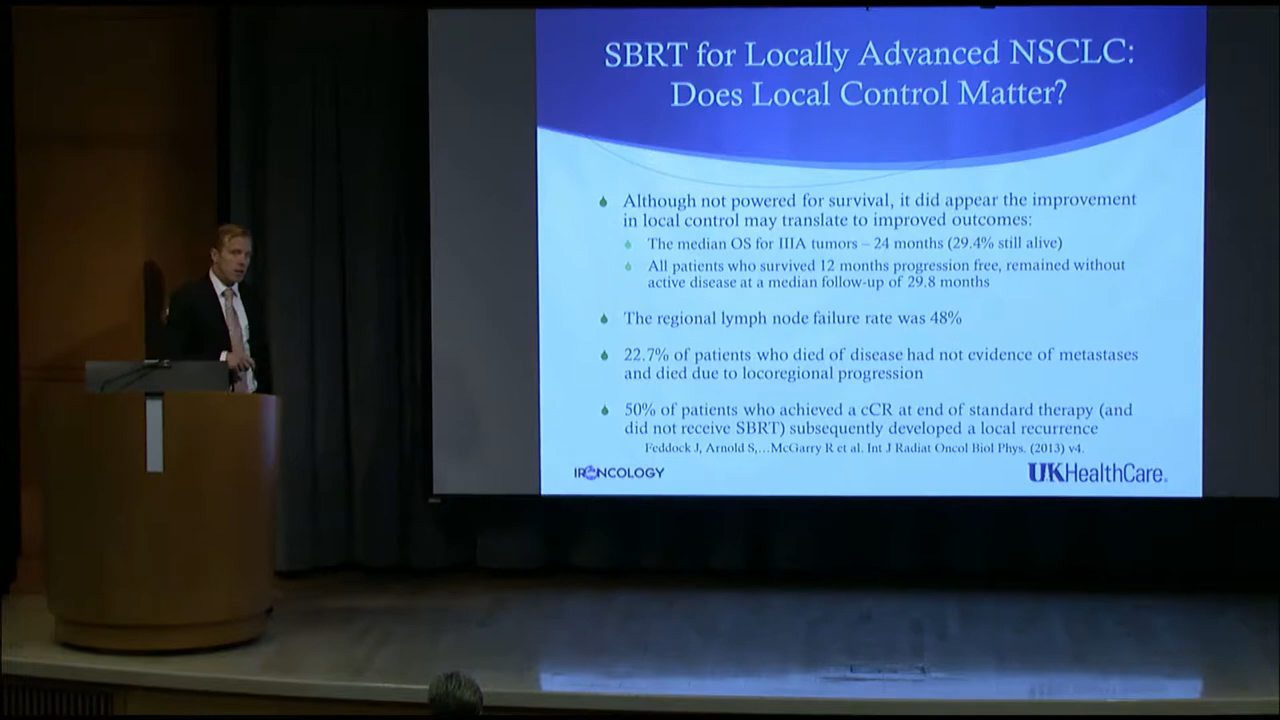 SBRT for Locally Advanced NSCLC:
Does Local Control Matter?
Although not powered for survival, it did appear the improvement
in local control may translate to improved outcomes:
The median OS for IIIA tumors – 24 months (29.4% still alive)
All patients who survived 12 months progression free, remained without
active disease at a median follow-up of 29.8 months
The regional lymph node failure rate was 48%
22.7% of patients who died of disease had not evidence of metastases
and died due to locoregional progression
50% of patients who achieved a cCR at end of standard therapy (and
did not receive SBRT) subsequently developed a local recurrence
Feddock J, Arnold S,…McGarry R et al. Int J Radiat Oncol Biol Phys. (2013) v4.
IRONCOLOGY
UKHealthCare.